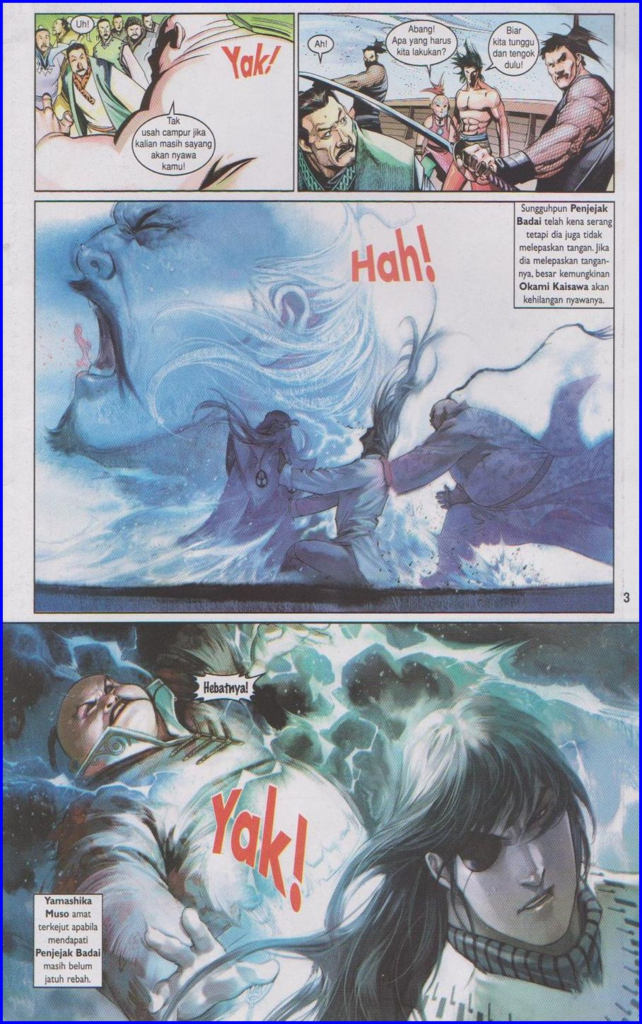 Uh!
Yak!
Tak
usah campur jika
kalian masih sayang
akan nyawa
kamu!
Ah!
Abang!
Apa yang harus
kita lakukan?
Biar
kita tunggu
dan tengok
dulu!
Sungguhpun Penjejak
Badai telah kena serang
tetapi dia juga tidak
melepaskan tangan. Jika
dia melepaskan tangan-
nya, besar kemungkinan
Okami Kaisawa akan
kehilangan nyawanya.
Hah!
3
Hebatnya!
Yak!
Yamashika
Muso amat
terkejut apabila
mendapati
Penjejak Badai
masih belum
jatuh rebah.